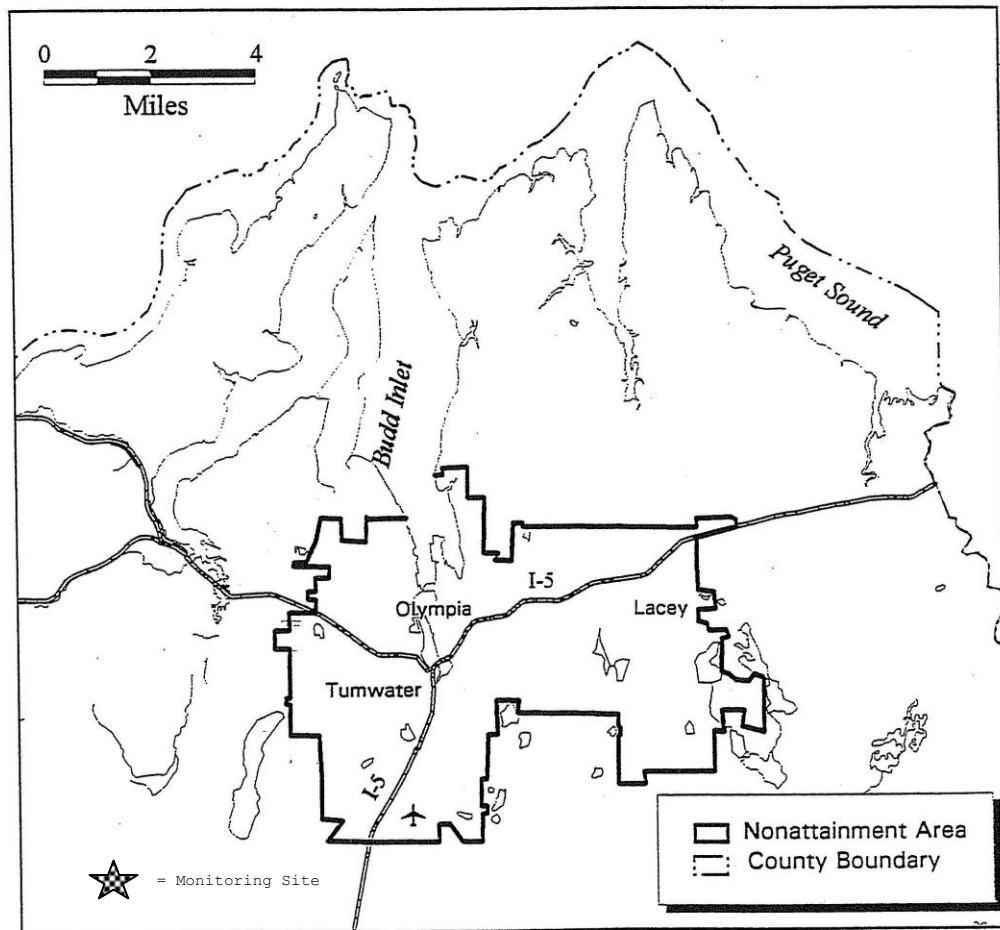 0 2 4
Miles
Puget Sound
Budd Inlet
I-5
Olympia
Lacey
Tumwater
I-5
Nonattainment Area
County Boundary
= Monitoring Site